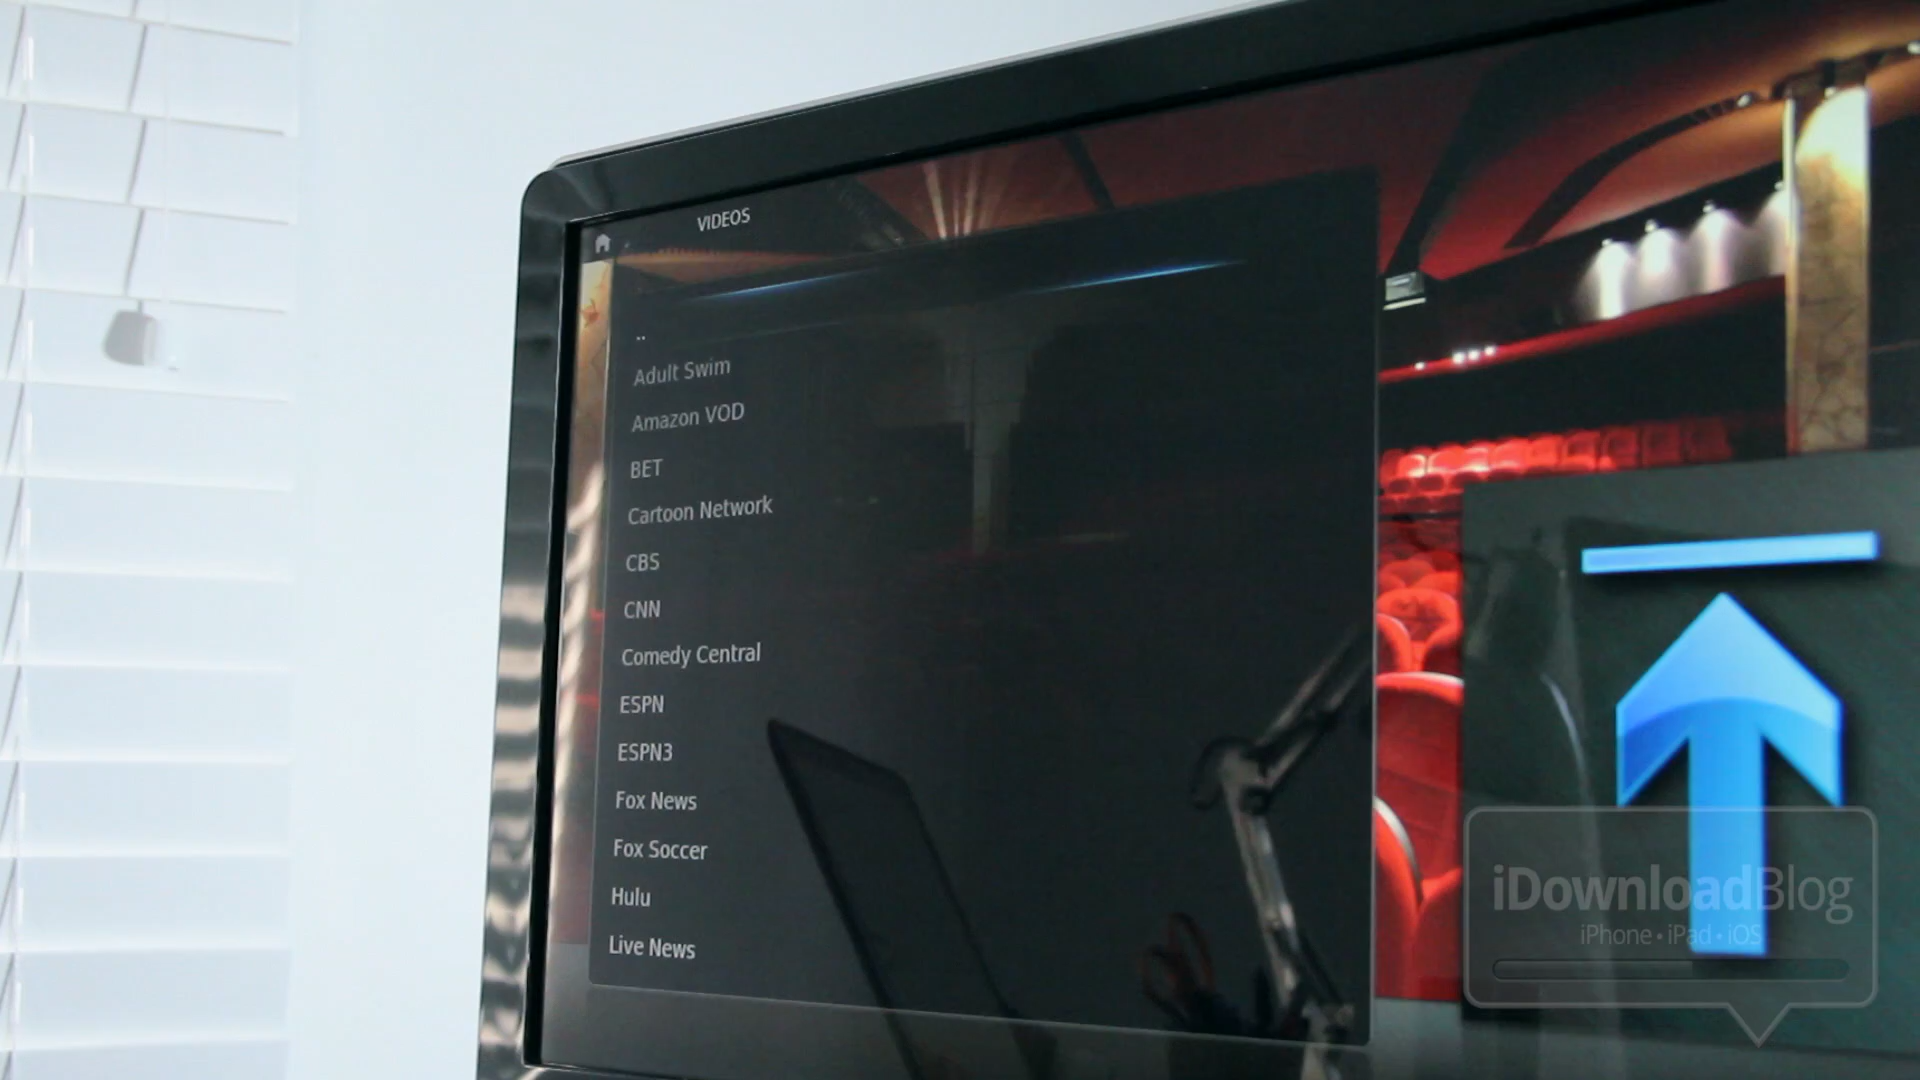 VIDEOS
..
Adult Swim
Amazon VOD
BET
Cartoon Network
CBS
CNN
Comedy Central
ESPN
ESPN3
Fox News
Fox Soccer
Hulu
Live News
iDownloadBlog
iPhone • iPad • iOS